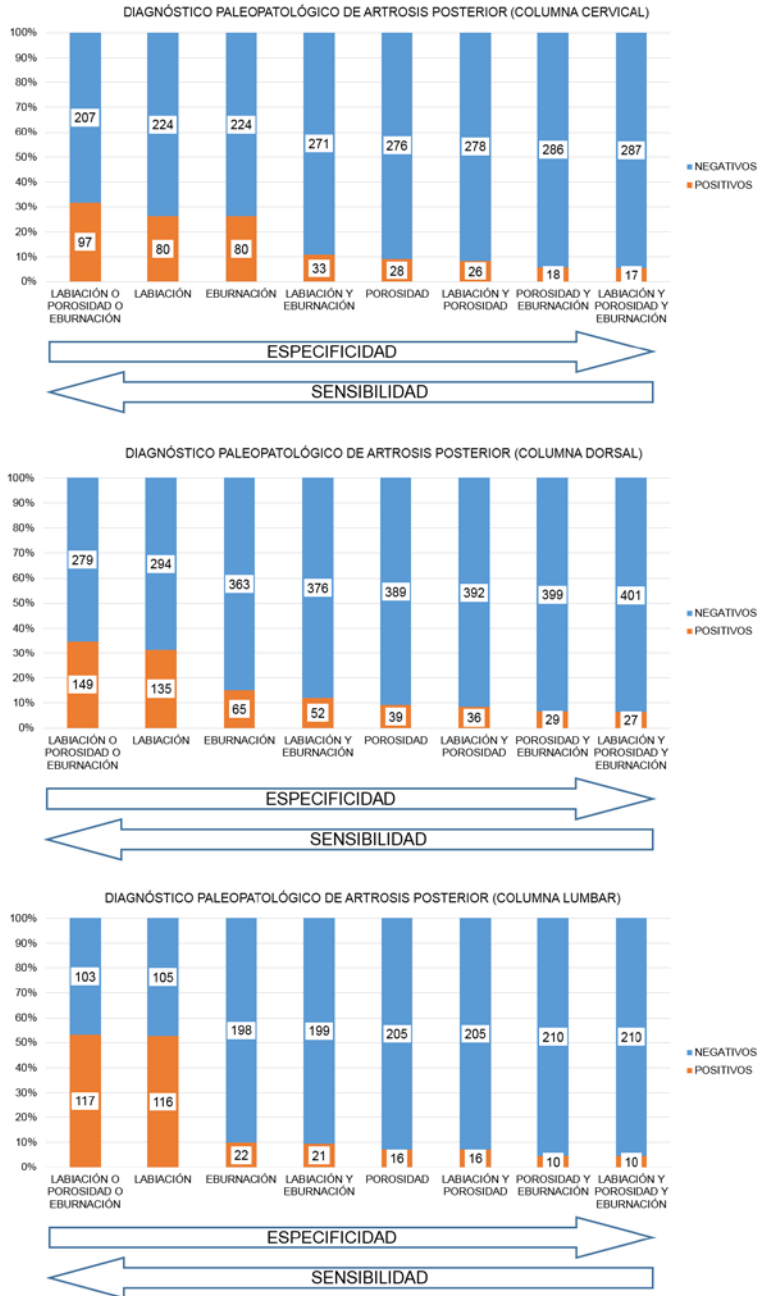 DIAGNÓSTICO PALEOPATOLÓGICO DE ARTROSIS POSTERIOR (COLUMNA CERVICAL)
100%
90%
80%
70%
60%
50%
40%
30%
20%
10%
0%
207 224 224 271 276 278 286 287
97 80 80 33 28 26 18 17
NEGATIVOS
POSITIVOS
LABIACIÓN O LABIACIÓN EBURNACIÓN LABIACIÓN Y POROSIDAD LABIACIÓN Y POROSIDAD Y LABIACIÓN Y
POROSIDAD O EBURNACIÓN POROSIDAD EBURNACIÓN POROSIDAD Y
EBURNACIÓN EBURNACIÓN
ESPECIFICIDAD
SENSIBILIDAD
DIAGNÓSTICO PALEOPATOLÓGICO DE ARTROSIS POSTERIOR (COLUMNA DORSAL)
100%
90%
80%
70%
60%
50%
40%
30%
20%
10%
0%
279 294 363 376 389 392 399 401
149 135 65 52 39 36 29 27
NEGATIVOS
POSITIVOS
LABIACIÓN O LABIACIÓN EBURNACIÓN LABIACIÓN Y POROSIDAD LABIACIÓN Y POROSIDAD Y LABIACIÓN Y
POROSIDAD O EBURNACIÓN POROSIDAD EBURNACIÓN POROSIDAD Y
EBURNACIÓN EBURNACIÓN
ESPECIFICIDAD
SENSIBILIDAD
DIAGNÓSTICO PALEOPATOLÓGICO DE ARTROSIS POSTERIOR (COLUMNA LUMBAR)
100%
90%
80%
70%
60%
50%
40%
30%
20%
10%
0%
103 105 198 199 205 205 210 210
117 116 22 21 16 16 10 10
NEGATIVOS
POSITIVOS
LABIACIÓN O LABIACIÓN EBURNACIÓN LABIACIÓN Y POROSIDAD LABIACIÓN Y POROSIDAD Y LABIACIÓN Y
POROSIDAD O EBURNACIÓN POROSIDAD EBURNACIÓN POROSIDAD Y
EBURNACIÓN EBURNACIÓN
ESPECIFICIDAD
SENSIBILIDAD